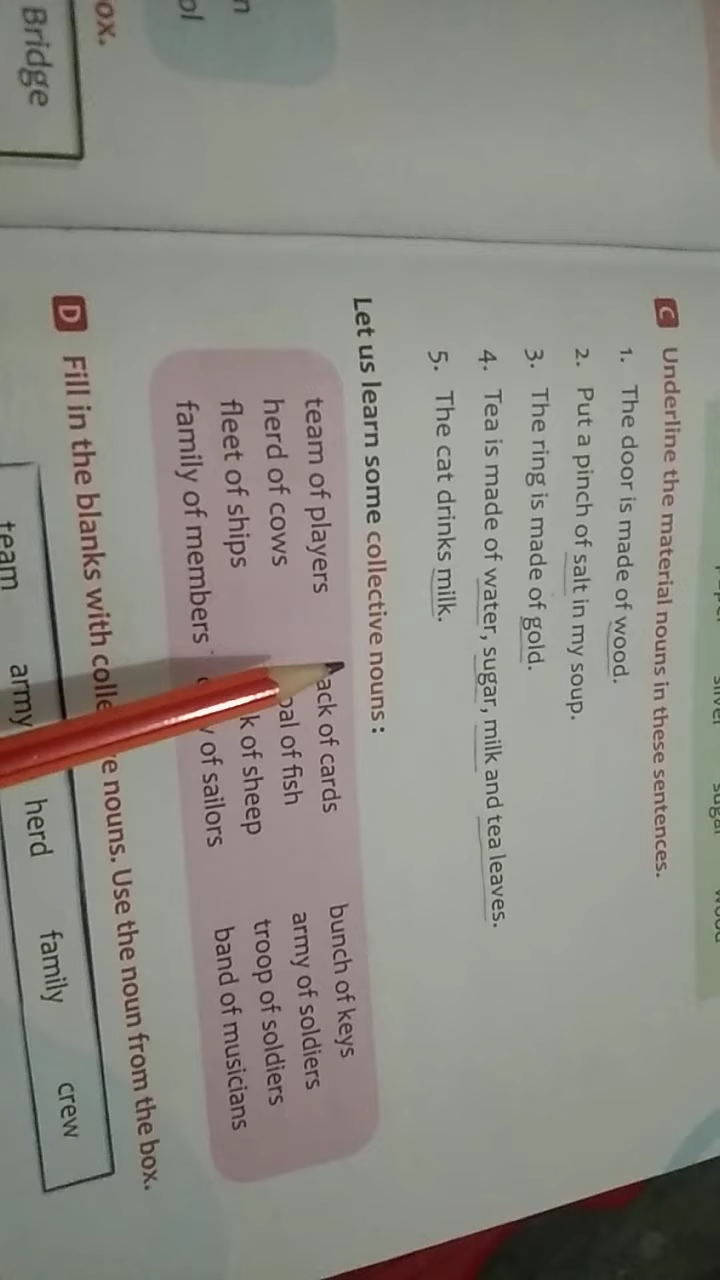 ol
ox.
Bridge
silver sugar wood
C Underline the material nouns in these sentences.
1. The door is made of wood.
2. Put a pinch of salt in my soup.
3. The ring is made of gold.
4. Tea is made of water, sugar, milk and tea leaves.
5. The cat drinks milk.
Let us learn some collective nouns:
team of players ack of cards bunch of keys
herd of cows oal of fish army of soldiers
fleet of ships k of sheep troop of soldiers
family of members of sailors band of musicians
D Fill in the blanks with colle e nouns. Use the noun from the box.
team army herd family crew